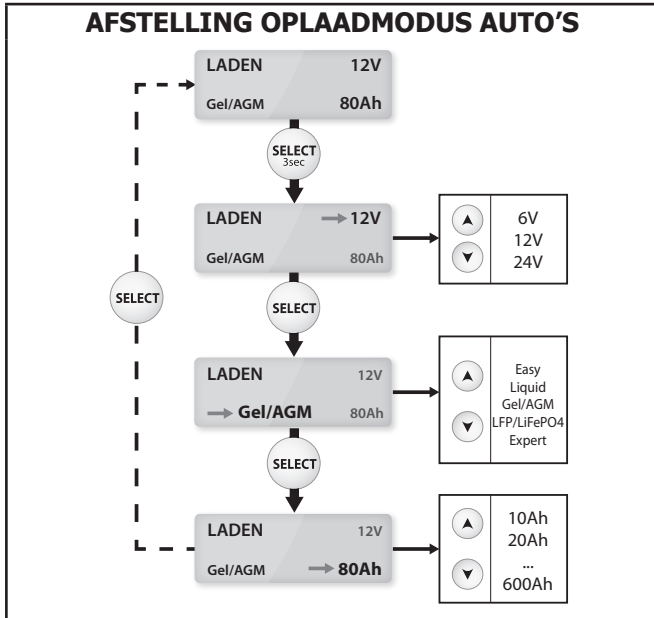 AFSTELLING OPLAADMODUS AUTO'S
LADEN 12V
Gel/AGM 80Ah
SELECT
3sec
LADEN 12V
Gel/AGM 80Ah
6V
12V
24V
SELECT
SELECT
LADEN 12V
Gel/AGM 80Ah
Easy
Liquid
Gel/AGM
LFP/LiFePO4
Expert
SELECT
LADEN 12V
Gel/AGM 80Ah
10Ah
20Ah
...
600Ah